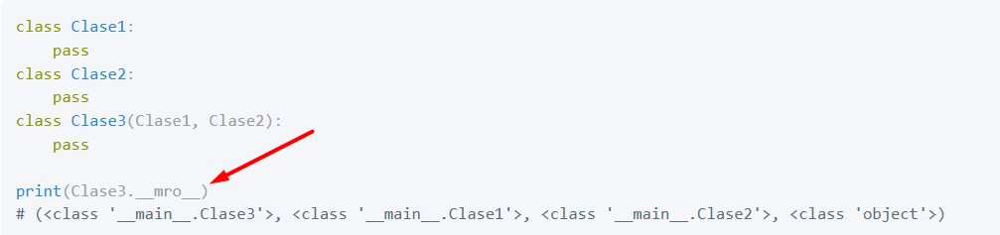 class Clase1:
    pass
class Clase2:
    pass
class Clase3(Clase1, Clase2):
    pass
print(Clase3.__mro__)
# (<class '__main__.Clase3'>, <class '__main__.Clase1'>, <class '__main__.Clase2'>, <class 'object'>)